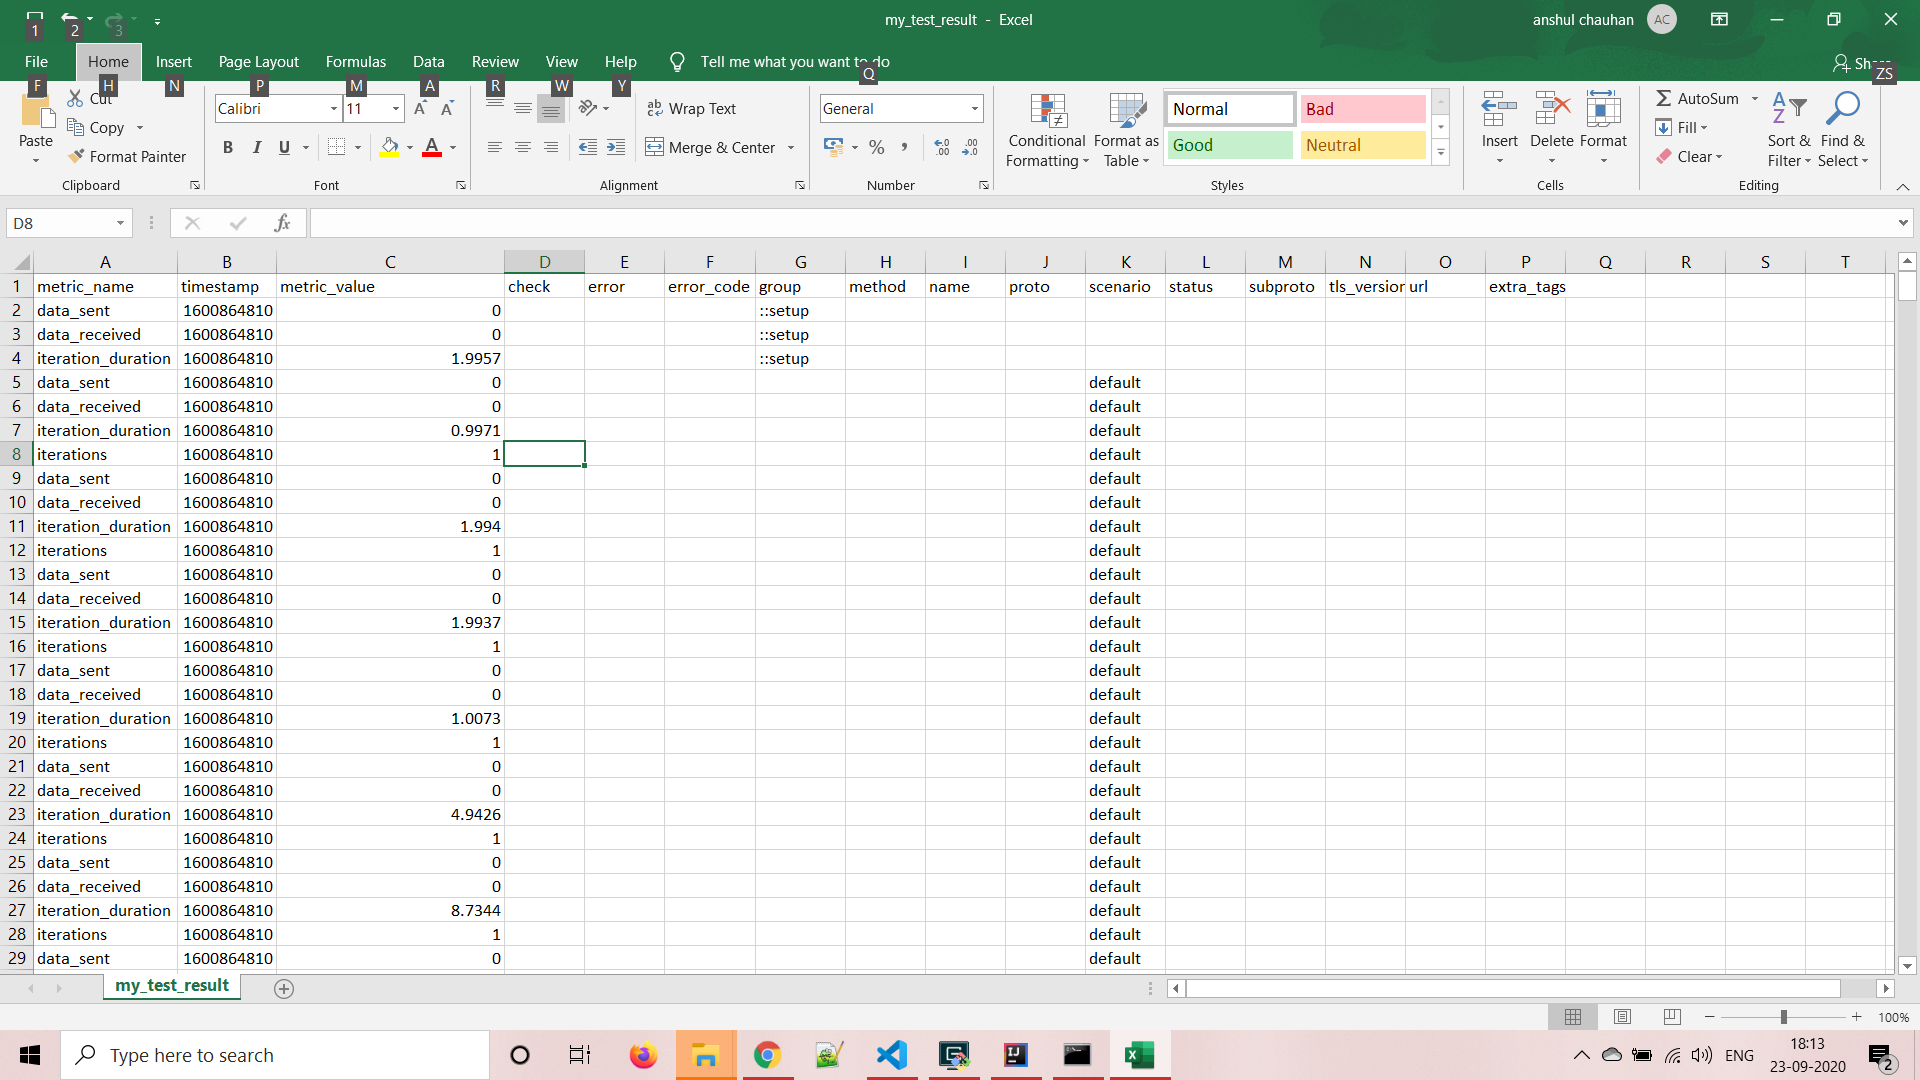 my_test_result - Excel
anshul chauhan AC
1 2 3
File Home Insert Page Layout Formulas Data Review View Help Tell me what you want to do Share
F H N P M A R W Y Q ZS
Paste Cut Copy Format Painter
Clipboard
Calibri 11 A A
B I U A
Font
ab Wrap Text
Merge & Center
Alignment
General
% ,
Number
Conditional Formatting
Format as Table
Normal Bad
Good Neutral
Styles
Insert Delete Format
Cells
AutoSum
Fill
Clear
Sort & Filter
Find & Select
Editing
D8 fx
A B C D E F G H I J K L M N O P Q R S T
1 metric_name timestamp metric_value check error error_code group method name proto scenario status subproto tls_version url extra_tags
2 data_sent 1600864810 0 ::setup
3 data_received 1600864810 0 ::setup
4 iteration_duration 1600864810 1.9957 ::setup
5 data_sent 1600864810 0 default
6 data_received 1600864810 0 default
7 iteration_duration 1600864810 0.9971 default
8 iterations 1600864810 1 default
9 data_sent 1600864810 0 default
10 data_received 1600864810 0 default
11 iteration_duration 1600864810 1.994 default
12 iterations 1600864810 1 default
13 data_sent 1600864810 0 default
14 data_received 1600864810 0 default
15 iteration_duration 1600864810 1.9937 default
16 iterations 1600864810 1 default
17 data_sent 1600864810 0 default
18 data_received 1600864810 0 default
19 iteration_duration 1600864810 1.0073 default
20 iterations 1600864810 1 default
21 data_sent 1600864810 0 default
22 data_received 1600864810 0 default
23 iteration_duration 1600864810 4.9426 default
24 iterations 1600864810 1 default
25 data_sent 1600864810 0 default
26 data_received 1600864810 0 default
27 iteration_duration 1600864810 8.7344 default
28 iterations 1600864810 1 default
29 data_sent 1600864810 0 default
my_test_result
100%
Type here to search
ENG
18:13
23-09-2020
2